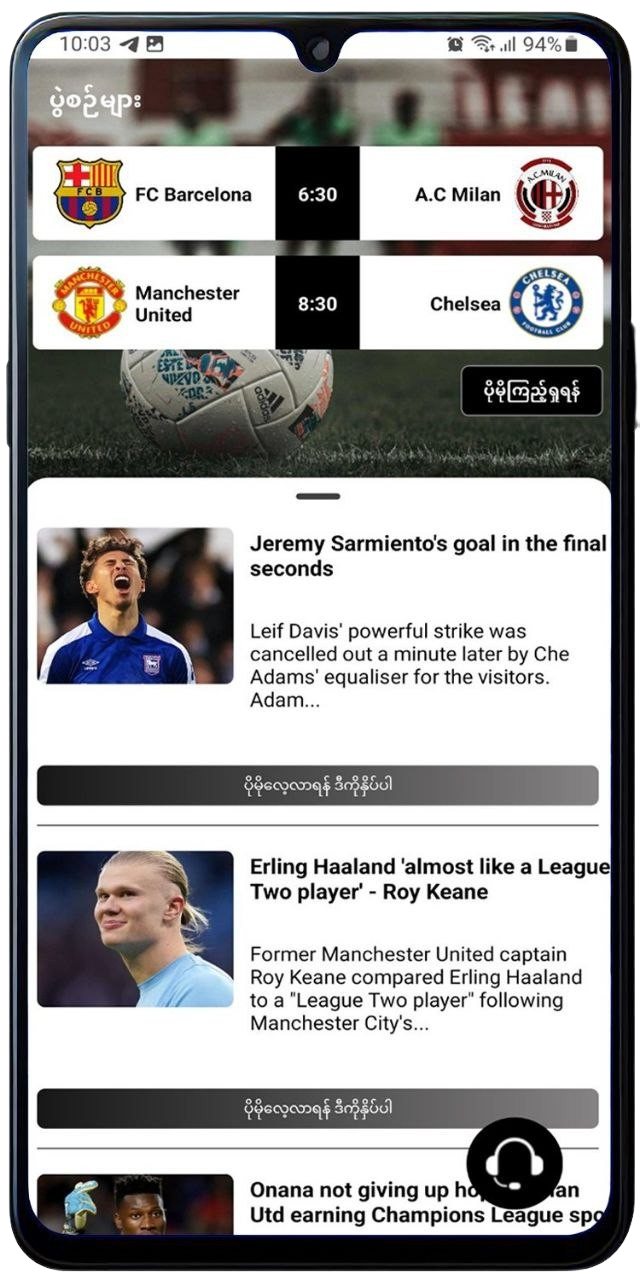 10:03
94%
ပွဲစဉ်များ
FCB
FC Barcelona
6:30
A.C Milan
A.C.MILAN
MANCHESTER
UNITED
Manchester
United
8:30
Chelsea
CHELSEA
FOOTBALL CLUB
adidas
ပိုမိုကြည့်ရှုရန်
Jeremy Sarmiento's goal in the final
seconds
Leif Davis' powerful strike was
cancelled out a minute later by Che
Adams' equaliser for the visitors.
Adam...
ပိုမိုလေ့လာရန် ဒီကိုနှိပ်ပါ
Erling Haaland 'almost like a League
Two player' - Roy Keane
Former Manchester United captain
Roy Keane compared Erling Haaland
to a "League Two player" following
Manchester City's...
ပိုမိုလေ့လာရန် ဒီကိုနှိပ်ပါ
Onana not giving up
Utd earning Champions League spo